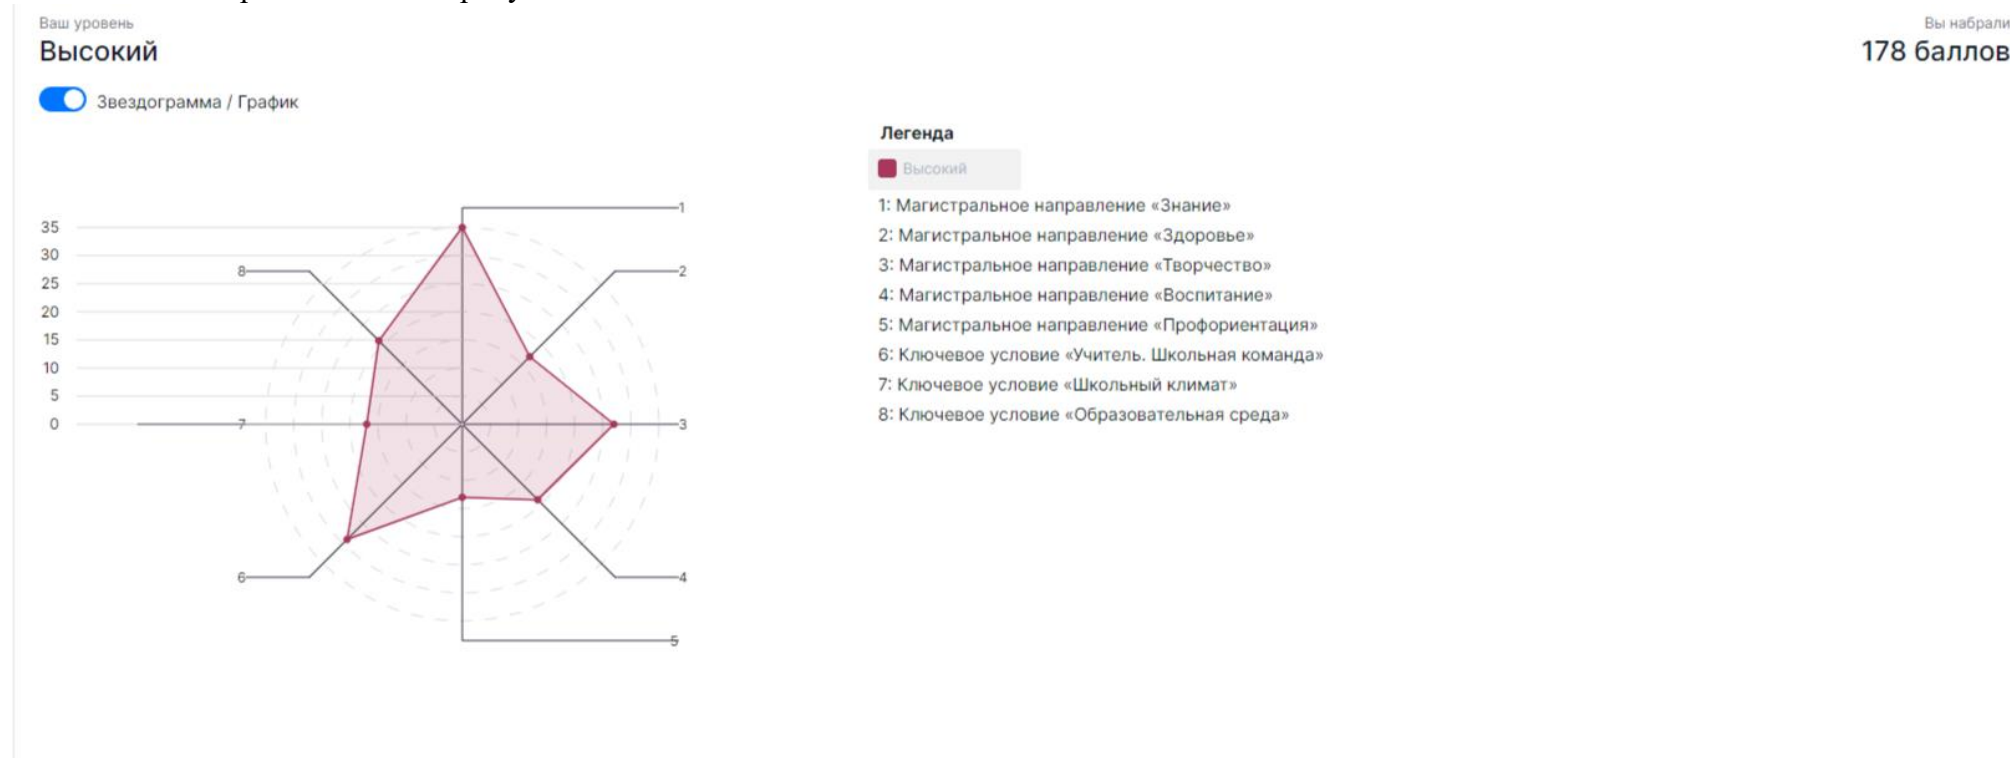 Ваш уровень
Высокий
Вы набрали
178 баллов
Звездограмма / График
Легенда
Высокий
1: Магистральное направление «Знание»
2: Магистральное направление «Здоровье»
3: Магистральное направление «Творчество»
4: Магистральное направление «Воспитание»
5: Магистральное направление «Профориентация»
6: Ключевое условие «Учитель. Школьная команда»
7: Ключевое условие «Школьный климат»
8: Ключевое условие «Образовательная среда»
35
30
25
20
15
10
5
0
1
2
3
4
5
6
7
8